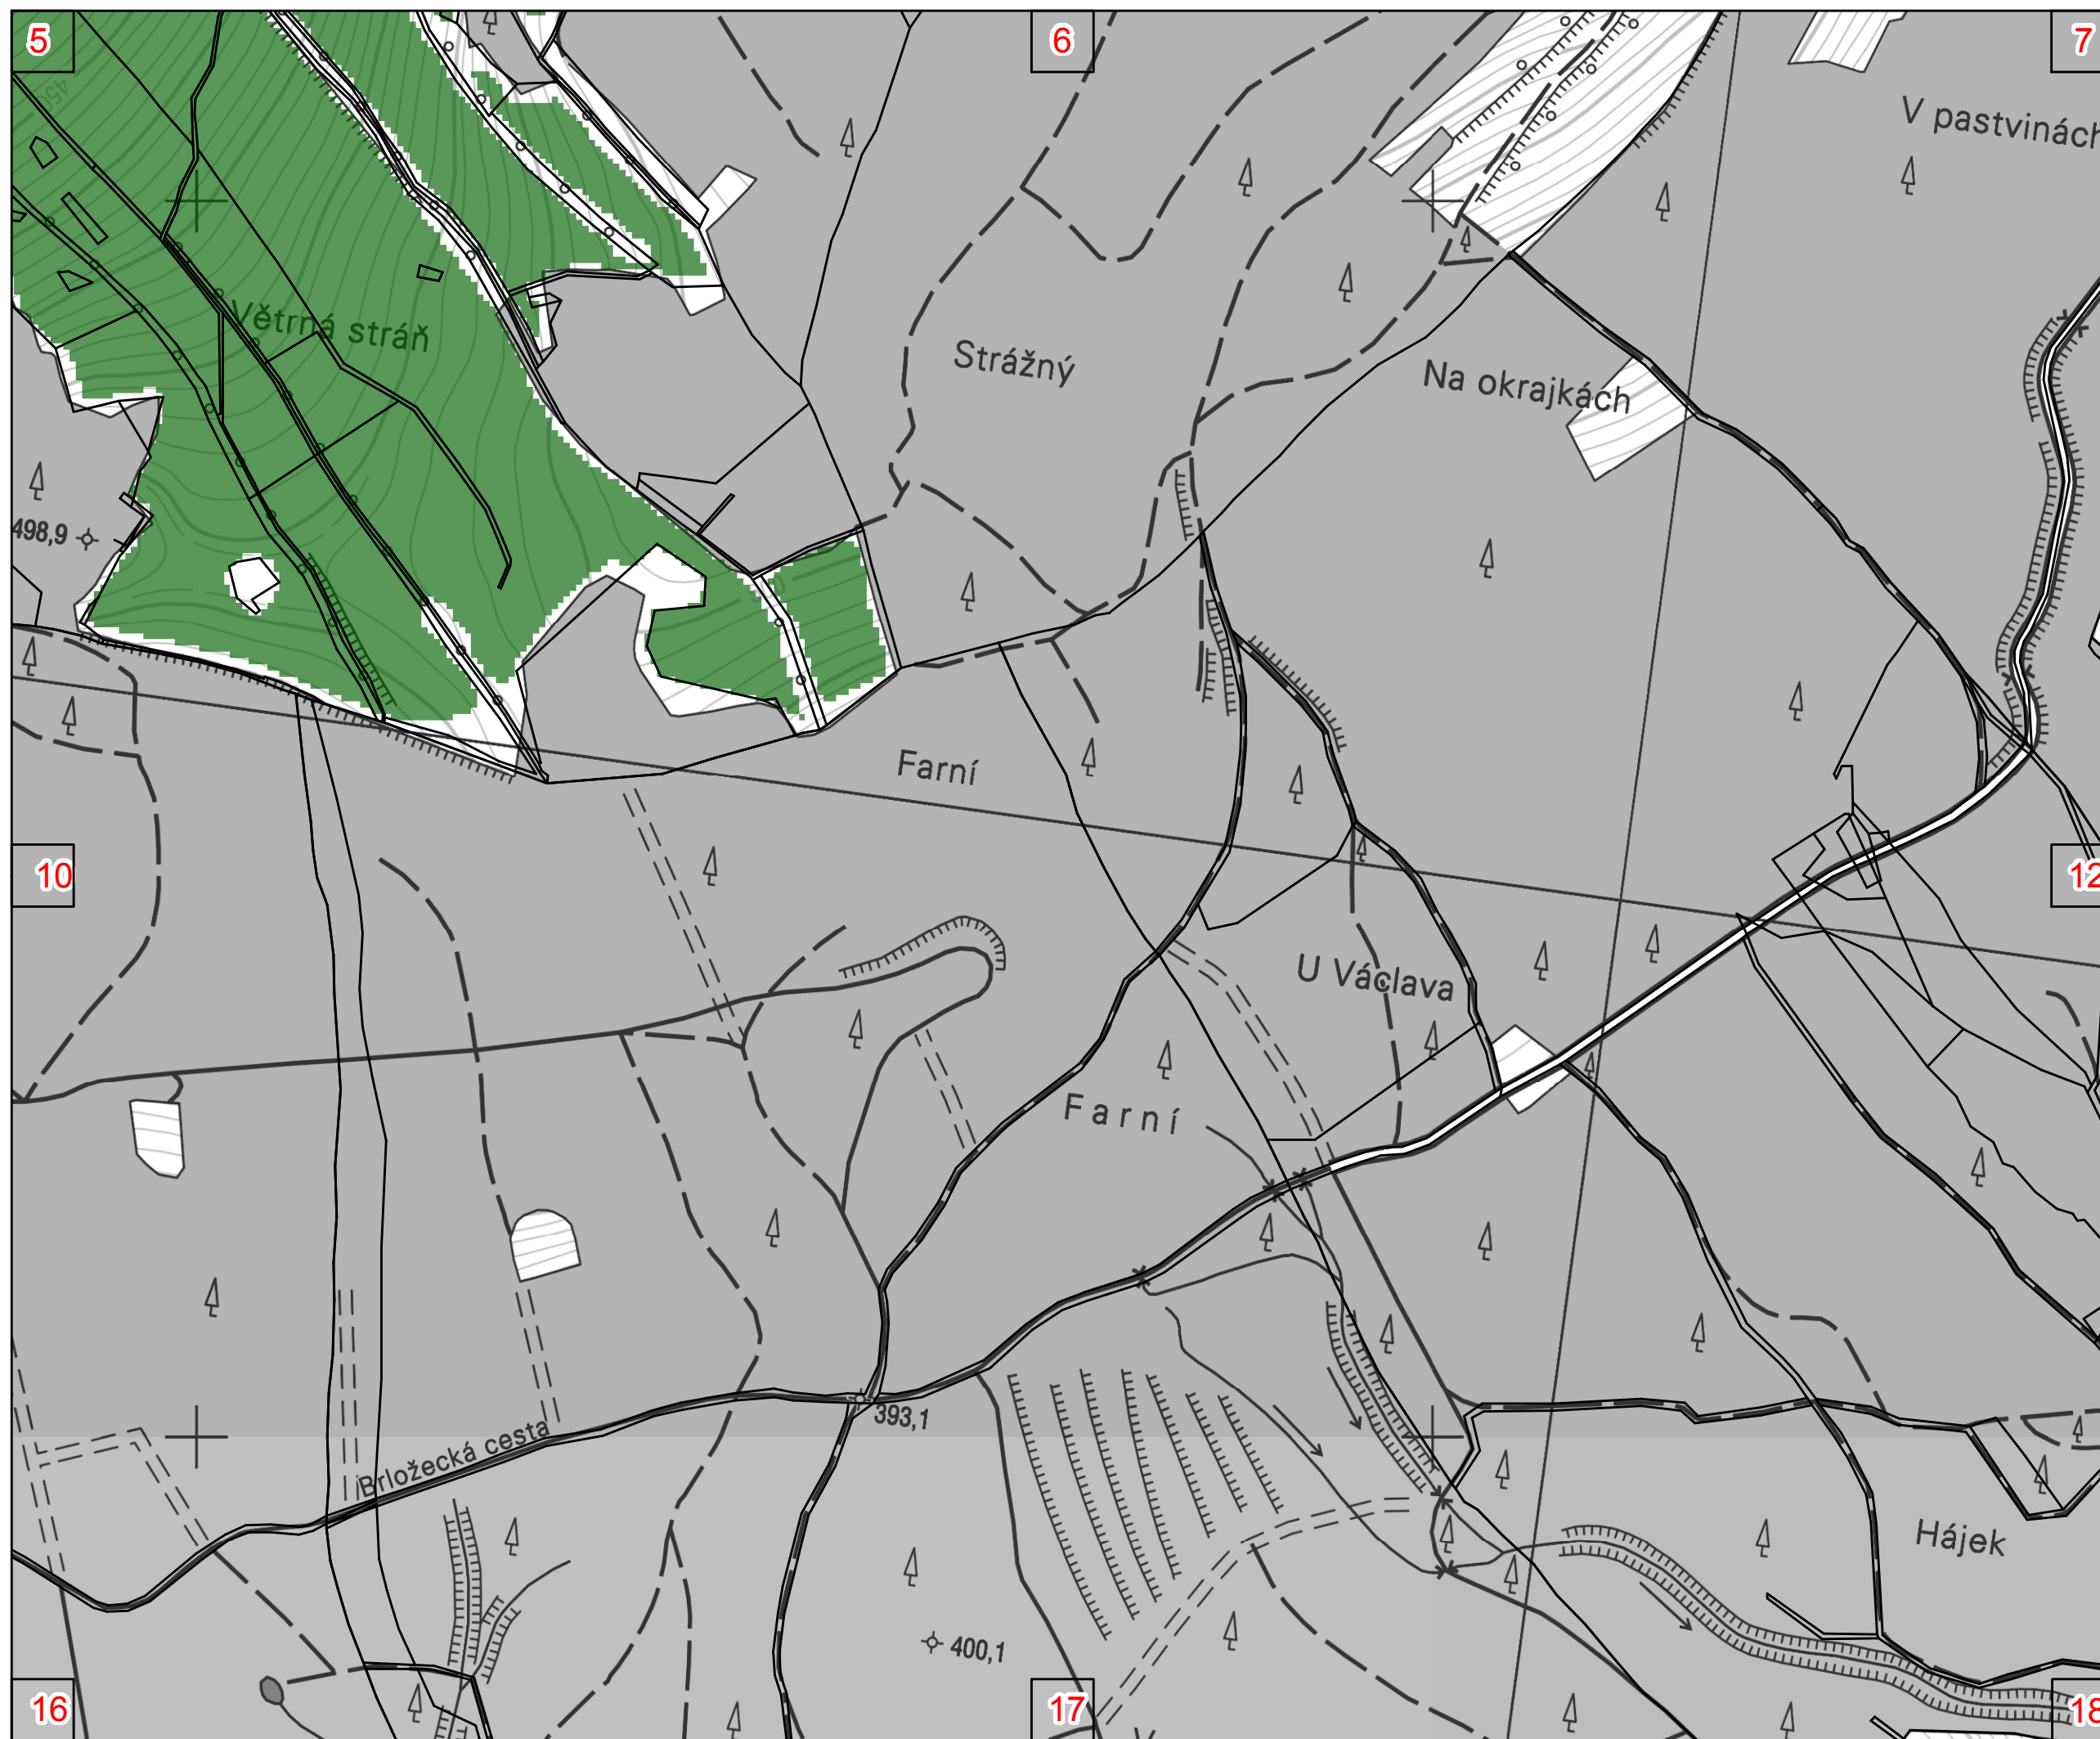 5
6
7
450
V pastvinách
Větrná stráň
Strážný
Na okrajkách
498,9
Farní
10
12
U Václava
Farní
393,1
Brložecká cesta
Hájek
400,1
16
17
18